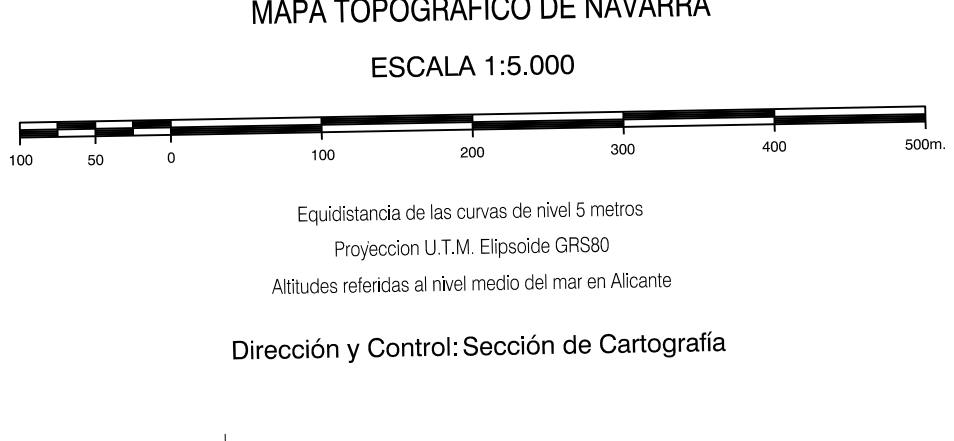 MAPA TOPOGRÁFICO DE NAVARRA
ESCALA 1:5.000
100 50 0 100 200 300 400 500m.
Equidistancia de las curvas de nivel 5 metros
Proyeccion U.T.M. Elipsoide GRS80
Altitudes referidas al nivel medio del mar en Alicante
Dirección y Control: Sección de Cartografía